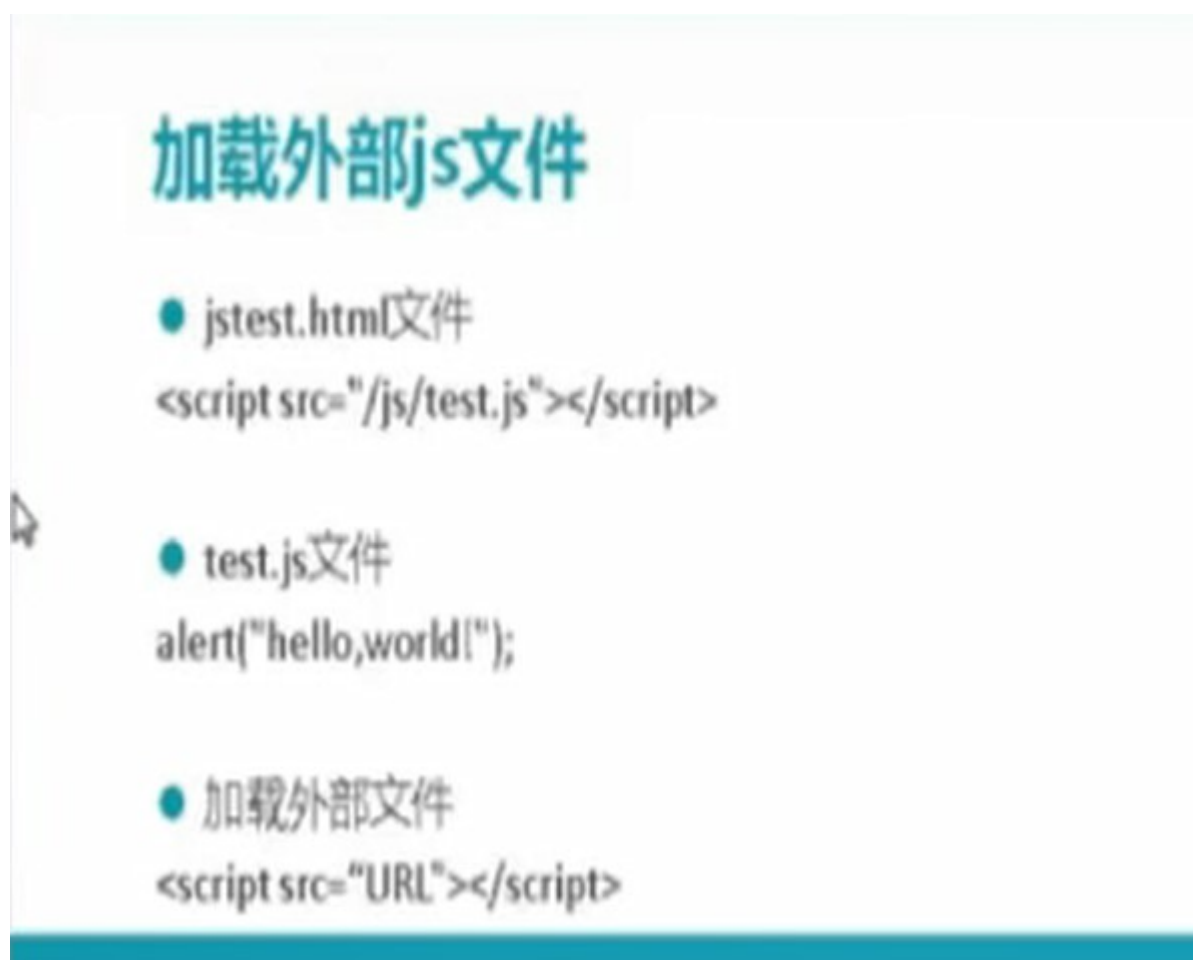 加载外部js文件
jstest.html文件
<script src="/js/test.js"></script>
test.js文件
alert("hello,world!");
加载外部文件
<script src=“URL"></script>